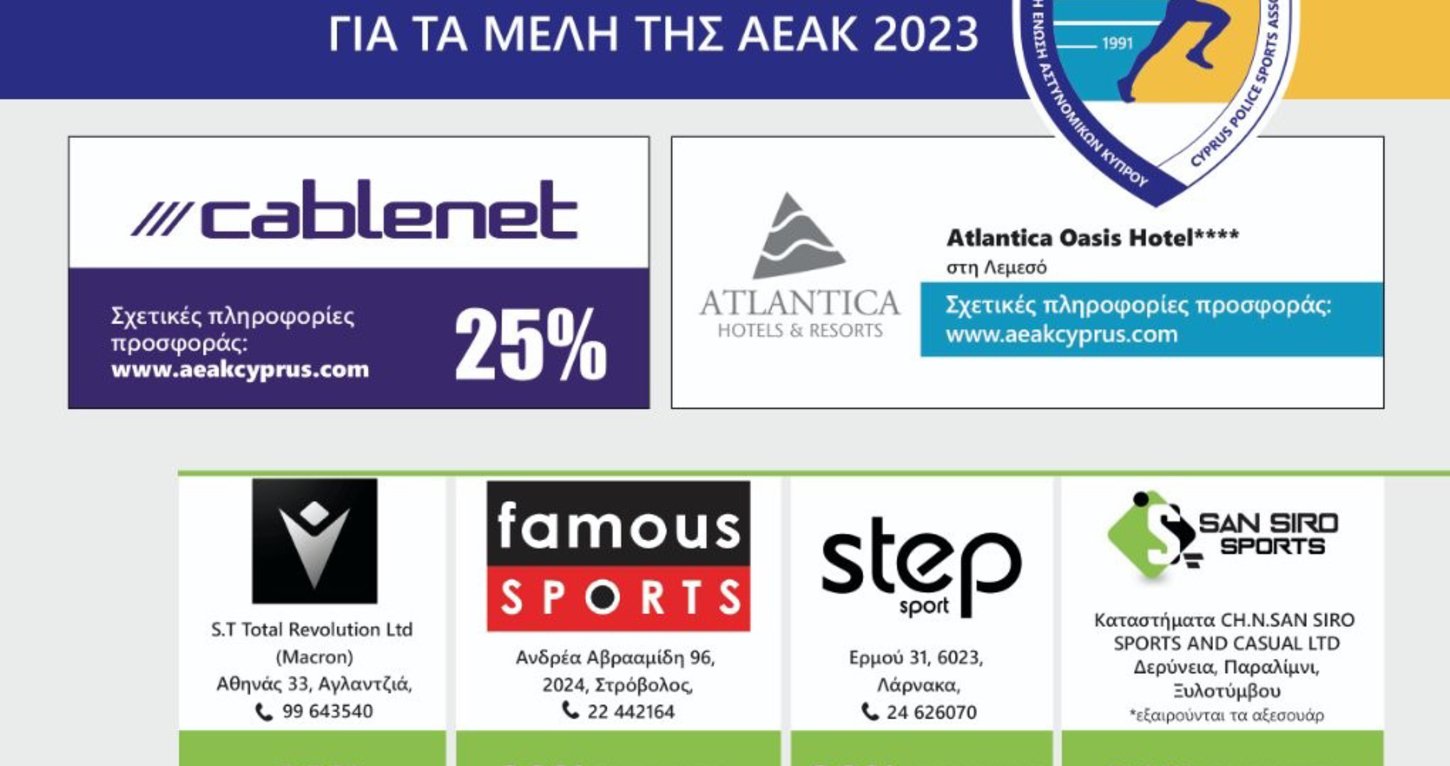 ΓΙΑ ΤΑ ΜΕΛΗ ΤΗΣ ΑΕΑΚ 2023
1991
ΕΝΩΣΗ ΑΣΤΥΝΟΜΙΚΩΝ ΚΥΠΡΟΥ
CYPRUS POLICE SPORTS
cablenet
Σχετικές πληροφορίες
προσφοράς:
www.aeakcyprus.com
25%
ATLANTICA
HOTELS & RESORTS
Atlantica Oasis Hotel****
στη Λεμεσό
Σχετικές πληροφορίες προσφοράς:
www.aeakcyprus.com
S.T Total Revolution Ltd
(Macron)
Αθηνάς 33, Αγλαντζιά,
99 643540
famous
SPORTS
Ανδρέα Αβρααμίδη 96,
2024, Στρόβολος,
22 442164
step
sport
Ερμού 31, 6023,
Λάρνακα,
24 626070
SAN SIRO
SPORTS
Καταστήματα CH.N.SAN SIRO
SPORTS AND CASUAL LTD
Δερύνεια, Παραλίμνι,
Ξυλοτύμβου
*εξαιρούνται τα αξεσουάρ